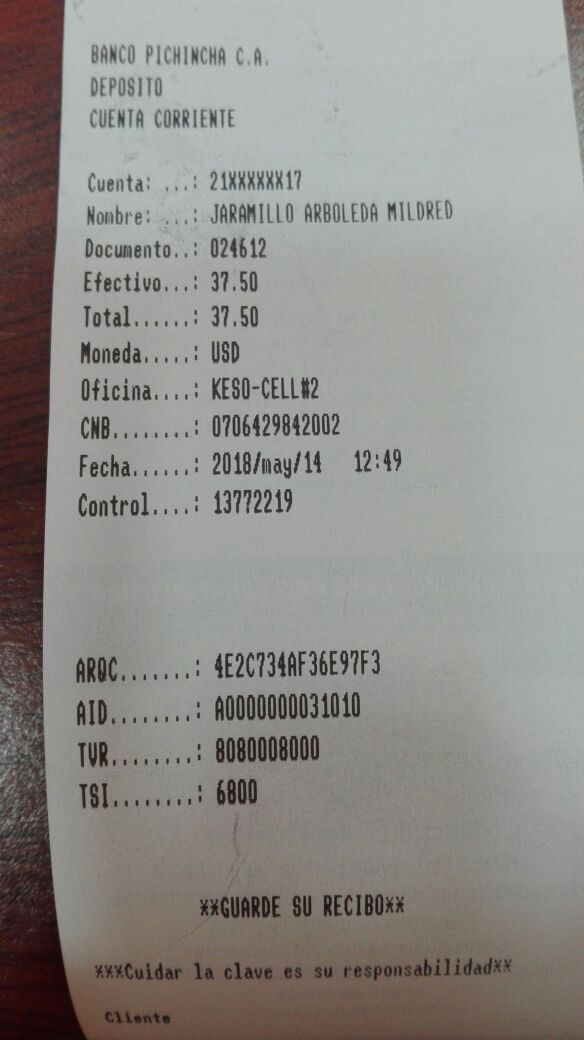 BANCO PICHINCHA C.A.
DEPOSITO
CUENTA CORRIENTE
Cuenta: ...: 21XXXXXX17
Nombre: ...: JARAMILLO ARBOLEDA MILDRED
Documento..: 024612
Efectivo...: 37.50
Total......: 37.50
Moneda.....: USD
Oficina....: KESO-CELL#2
CNB........: 0706429842002
Fecha......: 2018/may/14 12:49
Control....: 13772219
ARQC.......: 4E2C734AF36E97F3
AID........: A0000000031010
TVR........: 8080008000
TSI........: 6800
**GUARDE SU RECIBO**
***Cuidar la clave es su responsabilidad**
Cliente